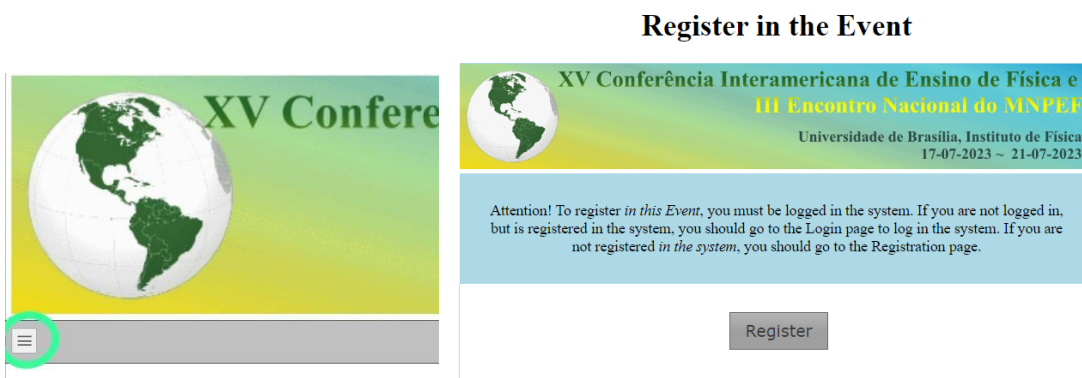 Register in the Event
XV Confere
XV Conferência Interamericana de Ensino de Física e
III Encontro Nacional do MNPEF
Universidade de Brasília, Instituto de Física
17-07-2023 ~ 21-07-2023
Attention! To register in this Event, you must be logged in the system. If you are not logged in,
but is registered in the system, you should go to the Login page to log in the system. If you are
not registered in the system, you should go to the Registration page.
Register